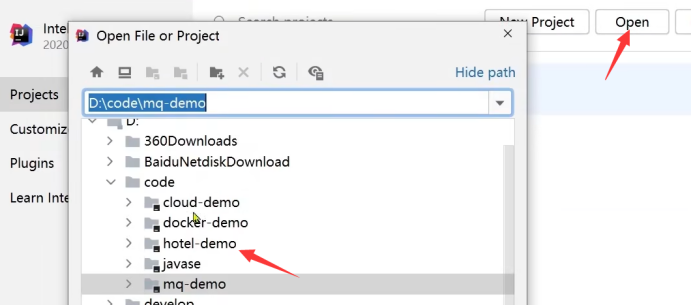 Search projects
New Project
Open
Intel
2020
Open File or Project
Hide path
D:\code\mq-demo
Projects
Customize
Plugins
Learn Inte
D:
360Downloads
BaiduNetdiskDownload
code
cloud-demo
docker-demo
hotel-demo
javase
mq-demo
develop